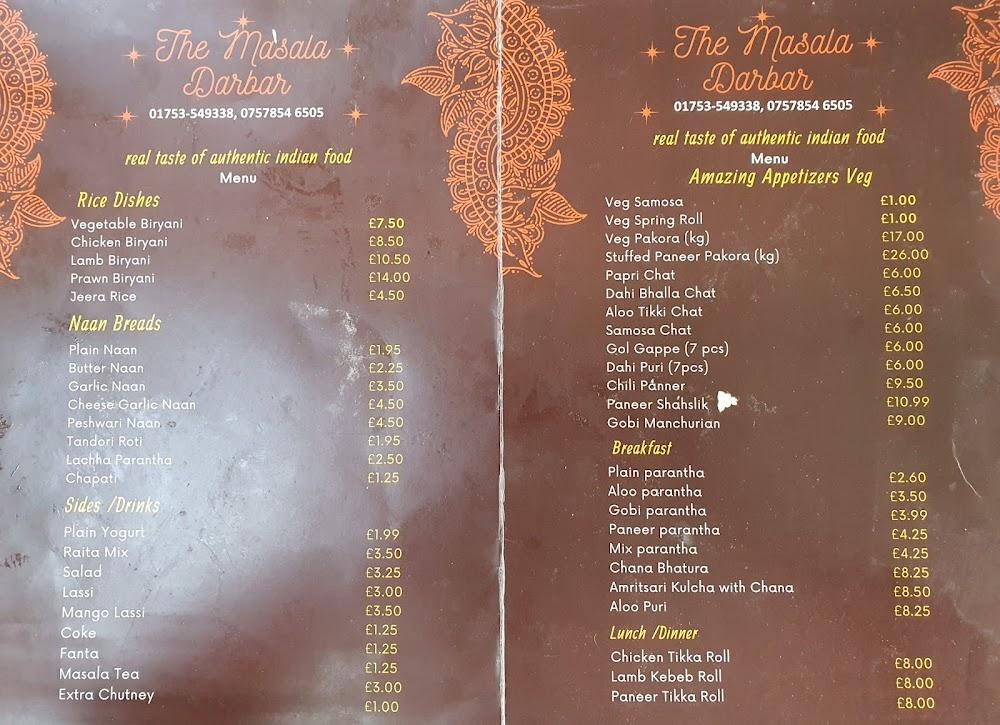 The Masala
Darbar
01753-549338, 0757854 6505
real taste of authentic indian food
Menu
Rice Dishes
Vegetable Biryani £7.50
Chicken Biryani £8.50
Lamb Biryani £10.50
Prawn Biryani £14.00
Jeera Rice £4.50
Naan Breads
Plain Naan £1.95
Butter Naan £2.25
Garlic Naan £3.50
Cheese Garlic Naan £4.50
Peshwari Naan £4.50
Tandori Roti £1.95
Lachha Parantha £2.50
Chapati £1.25
Sides /Drinks
Plain Yogurt £1.99
Raita Mix £3.50
Salad £3.25
Lassi £3.00
Mango Lassi £3.50
Coke £1.25
Fanta £1.25
Masala Tea £1.25
Extra Chutney £3.00
£1.00
The Masala
Darbar
01753-549338, 0757854 6505
real taste of authentic indian food
Menu
Amazing Appetizers Veg
Veg Samosa £1.00
Veg Spring Roll £1.00
Veg Pakora (kg) £17.00
Stuffed Paneer Pakora (kg) £26.00
Papri Chat £6.00
Dahi Bhalla Chat £6.50
Aloo Tikki Chat £6.00
Samosa Chat £6.00
Gol Gappe (7 pcs) £6.00
Dahi Puri (7pcs) £6.00
Chili Panner £9.50
Paneer Shahslik £10.99
Gobi Manchurian £9.00
Breakfast
Plain parantha £2.60
Aloo parantha £3.50
Gobi parantha £3.99
Paneer parantha £4.25
Mix parantha £4.25
Chana Bhatura £8.25
Amritsari Kulcha with Chana £8.50
Aloo Puri £8.25
Lunch /Dinner
Chicken Tikka Roll £8.00
Lamb Kebeb Roll £8.00
Paneer Tikka Roll £8.00